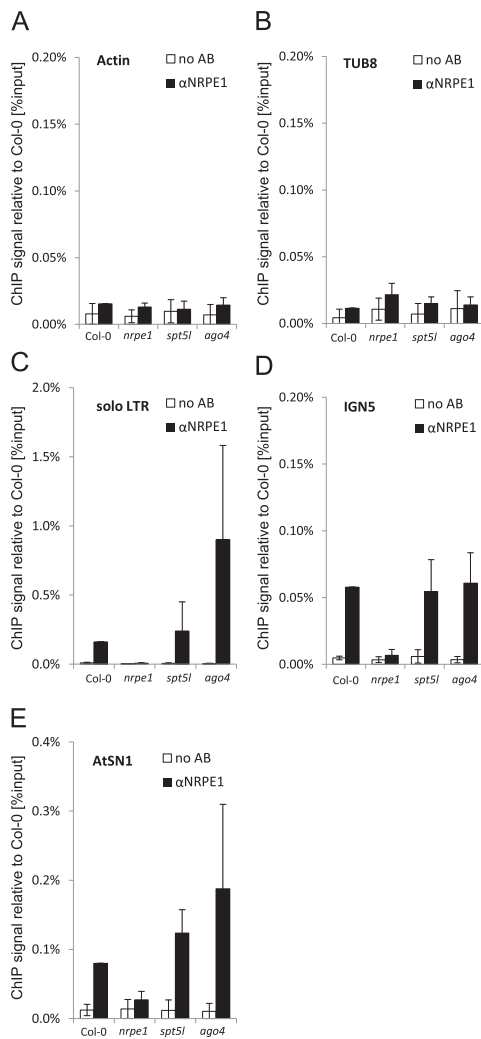 A
ChIP signal relative to Col-0 [%input]
0.20%
0.15%
0.10%
0.05%
0.00%
Actin
no AB
αNRPE1
Col-0 nrpe1 spt5l ago4
B
ChIP signal relative to Col-0 [%input]
0.20%
0.15%
0.10%
0.05%
0.00%
TUB8
no AB
αNRPE1
Col-0 nrpe1 spt5l ago4
C
ChIP signal relative to Col-0 [%input]
2.0%
1.5%
1.0%
0.5%
0.0%
solo LTR
no AB
αNRPE1
Col-0 nrpe1 spt5l ago4
D
ChIP signal relative to Col-0 [%input]
0.20%
0.15%
0.10%
0.05%
0.00%
IGN5
no AB
αNRPE1
Col-0 nrpe1 spt5l ago4
E
ChIP signal relative to Col-0 [%input]
0.4%
0.3%
0.2%
0.1%
0.0%
AtSN1
no AB
αNRPE1
Col-0 nrpe1 spt5l ago4